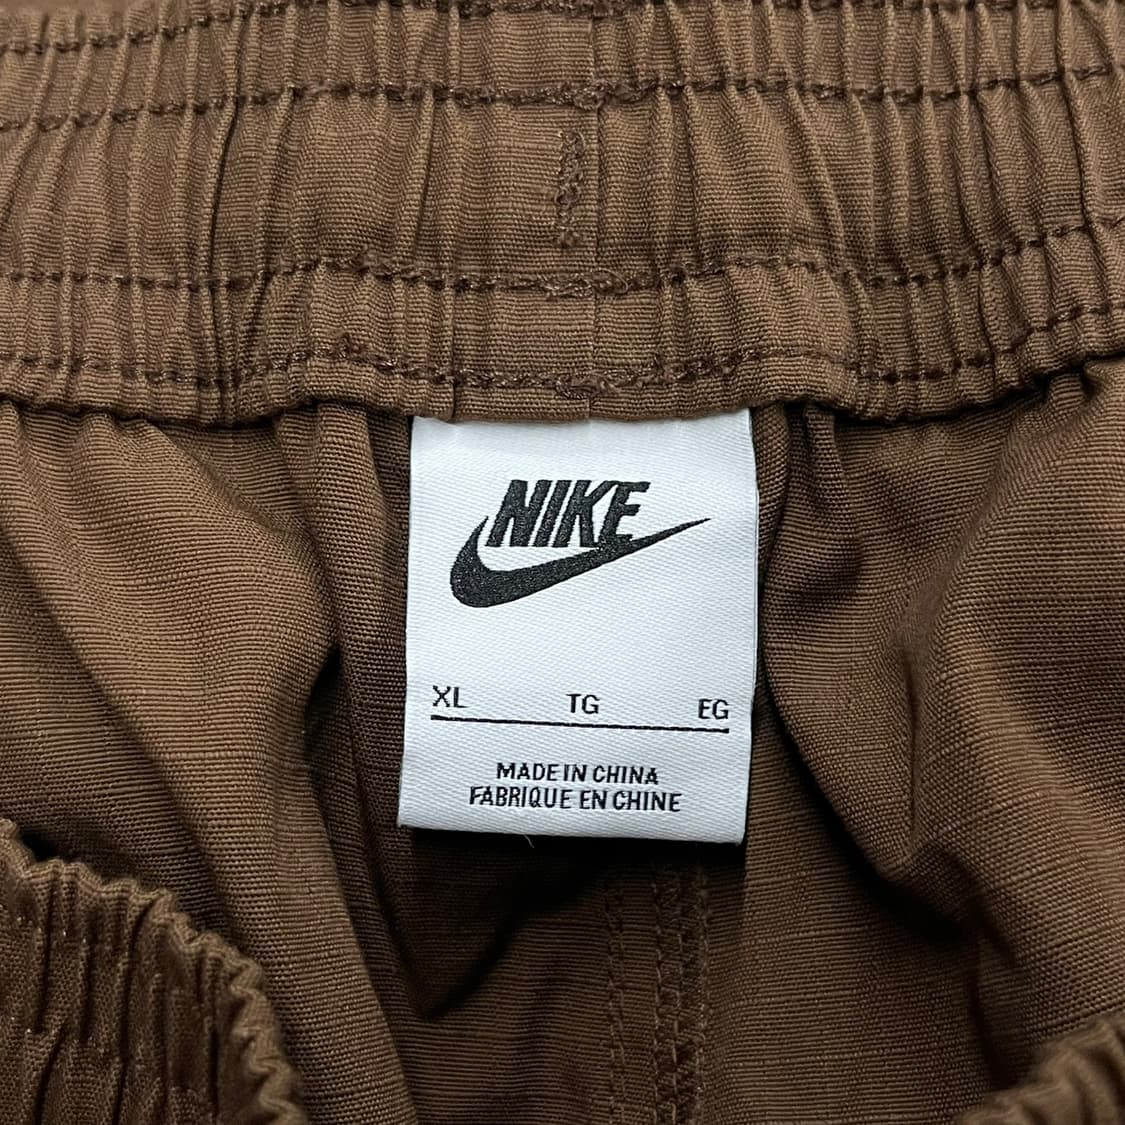 NIKE
XL TG EG
MADE IN CHINA
FABRIQUE EN CHINE